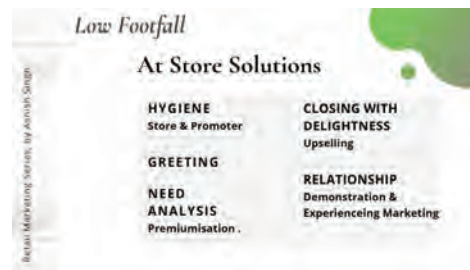 Low Footfall
At Store Solutions
HYGIENE
Store & Promoter
GREETING
NEED
ANALYSIS
Premiumisation .
CLOSING WITH
DELIGHTNESS
Upselling
RELATIONSHIP
Demonstration &
Experienceing Marketing
Retail Marketing Series, by Ashish Singh